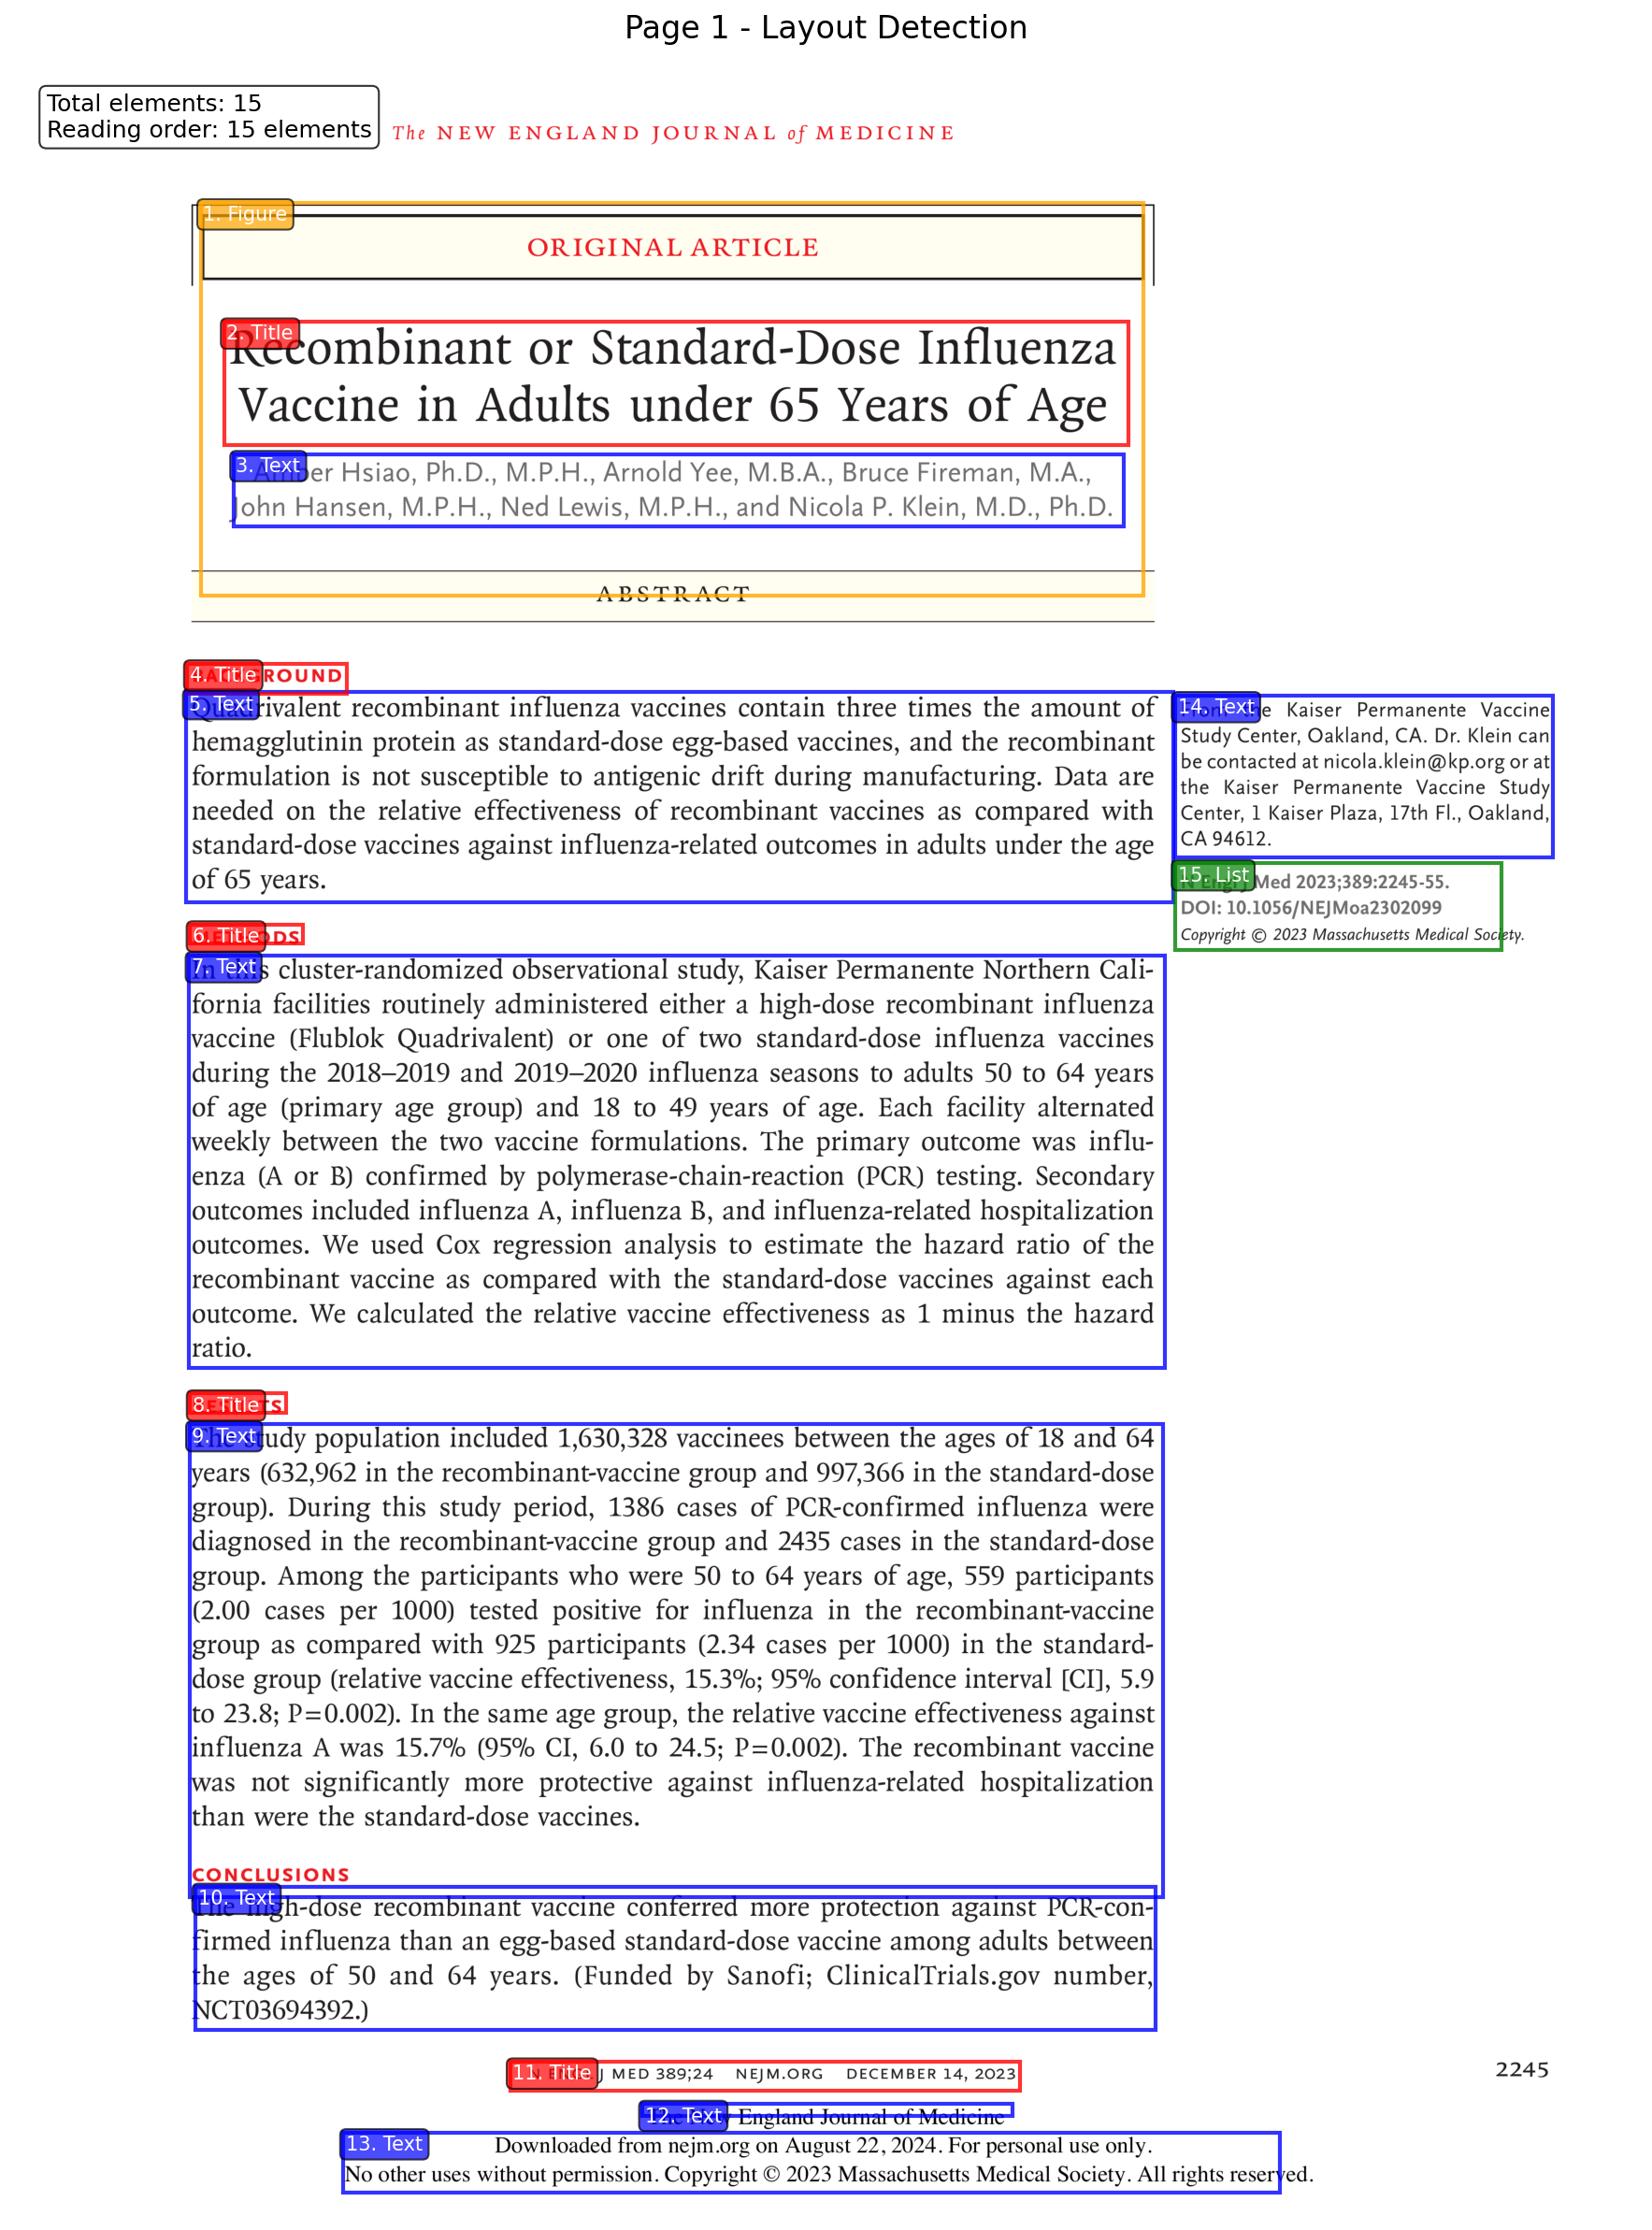 Page 1 - Layout Detection
Total elements: 15
Reading order: 15 elements
The NEW ENGLAND JOURNAL of MEDICINE
1. Figure
ORIGINAL ARTICLE
2. Title
Recombinant or Standard-Dose Influenza
Vaccine in Adults under 65 Years of Age
3. Text
Amber Hsiao, Ph.D., M.P.H., Arnold Yee, M.B.A., Bruce Fireman, M.A.,
John Hansen, M.P.H., Ned Lewis, M.P.H., and Nicola P. Klein, M.D., Ph.D.
ABSTRACT
4. Title
BACKGROUND
5. Text
Quadrivalent recombinant influenza vaccines contain three times the amount of
hemagglutinin protein as standard-dose egg-based vaccines, and the recombinant
formulation is not susceptible to antigenic drift during manufacturing. Data are
needed on the relative effectiveness of recombinant vaccines as compared with
standard-dose vaccines against influenza-related outcomes in adults under the age
of 65 years.
6. Title
METHODS
7. Text
In this cluster-randomized observational study, Kaiser Permanente Northern Cali-
fornia facilities routinely administered either a high-dose recombinant influenza
vaccine (Flublok Quadrivalent) or one of two standard-dose influenza vaccines
during the 2018–2019 and 2019–2020 influenza seasons to adults 50 to 64 years
of age (primary age group) and 18 to 49 years of age. Each facility alternated
weekly between the two vaccine formulations. The primary outcome was influ-
enza (A or B) confirmed by polymerase-chain-reaction (PCR) testing. Secondary
outcomes included influenza A, influenza B, and influenza-related hospitalization
outcomes. We used Cox regression analysis to estimate the hazard ratio of the
recombinant vaccine as compared with the standard-dose vaccines against each
outcome. We calculated the relative vaccine effectiveness as 1 minus the hazard
ratio.
8. Title
RESULTS
9. Text
The study population included 1,630,328 vaccinees between the ages of 18 and 64
years (632,962 in the recombinant-vaccine group and 997,366 in the standard-dose
group). During this study period, 1386 cases of PCR-confirmed influenza were
diagnosed in the recombinant-vaccine group and 2435 cases in the standard-dose
group. Among the participants who were 50 to 64 years of age, 559 participants
(2.00 cases per 1000) tested positive for influenza in the recombinant-vaccine
group as compared with 925 participants (2.34 cases per 1000) in the standard-
dose group (relative vaccine effectiveness, 15.3%; 95% confidence interval [CI], 5.9
to 23.8; P=0.002). In the same age group, the relative vaccine effectiveness against
influenza A was 15.7% (95% CI, 6.0 to 24.5; P=0.002). The recombinant vaccine
was not significantly more protective against influenza-related hospitalization
than were the standard-dose vaccines.
CONCLUSIONS
10. Text
The high-dose recombinant vaccine conferred more protection against PCR-con-
firmed influenza than an egg-based standard-dose vaccine among adults between
the ages of 50 and 64 years. (Funded by Sanofi; ClinicalTrials.gov number,
NCT03694392.)
14. Text
From the Kaiser Permanente Vaccine
Study Center, Oakland, CA. Dr. Klein can
be contacted at nicola.klein@kp.org or at
the Kaiser Permanente Vaccine Study
Center, 1 Kaiser Plaza, 17th Fl., Oakland,
CA 94612.
15. List
N Engl J Med 2023;389:2245-55.
DOI: 10.1056/NEJMoa2302099
Copyright © 2023 Massachusetts Medical Society.
11. Title
N ENGL J MED 389;24 NEJM.ORG DECEMBER 14, 2023
2245
12. Text
The New England Journal of Medicine
13. Text
Downloaded from nejm.org on August 22, 2024. For personal use only.
No other uses without permission. Copyright © 2023 Massachusetts Medical Society. All rights reserved.